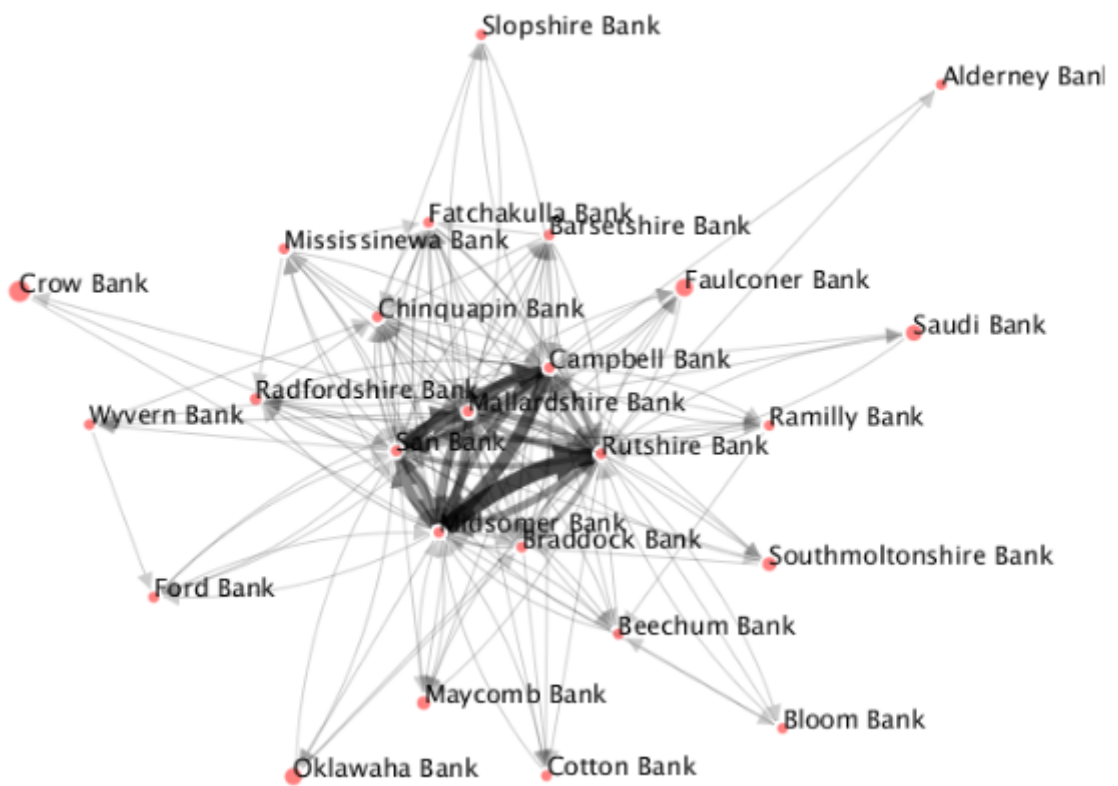 Slopshire Bank
Alderney Ban
Fatchakulla Bank
Barsetshire Bank
Mississinewa Bank
Crow Bank
Faulconer Bank
Chinquapin Bank
Saudi Bank
Campbell Bank
Radfordshire Bank
Mallardshire Bank
Wyvern Bank
Ramilly Bank
San Bank
Rutshire Bank
Midsomer Bank
Braddock Bank
Southmoltonshire Bank
Ford Bank
Beechum Bank
Maycomb Bank
Bloom Bank
Oklawaha Bank
Cotton Bank